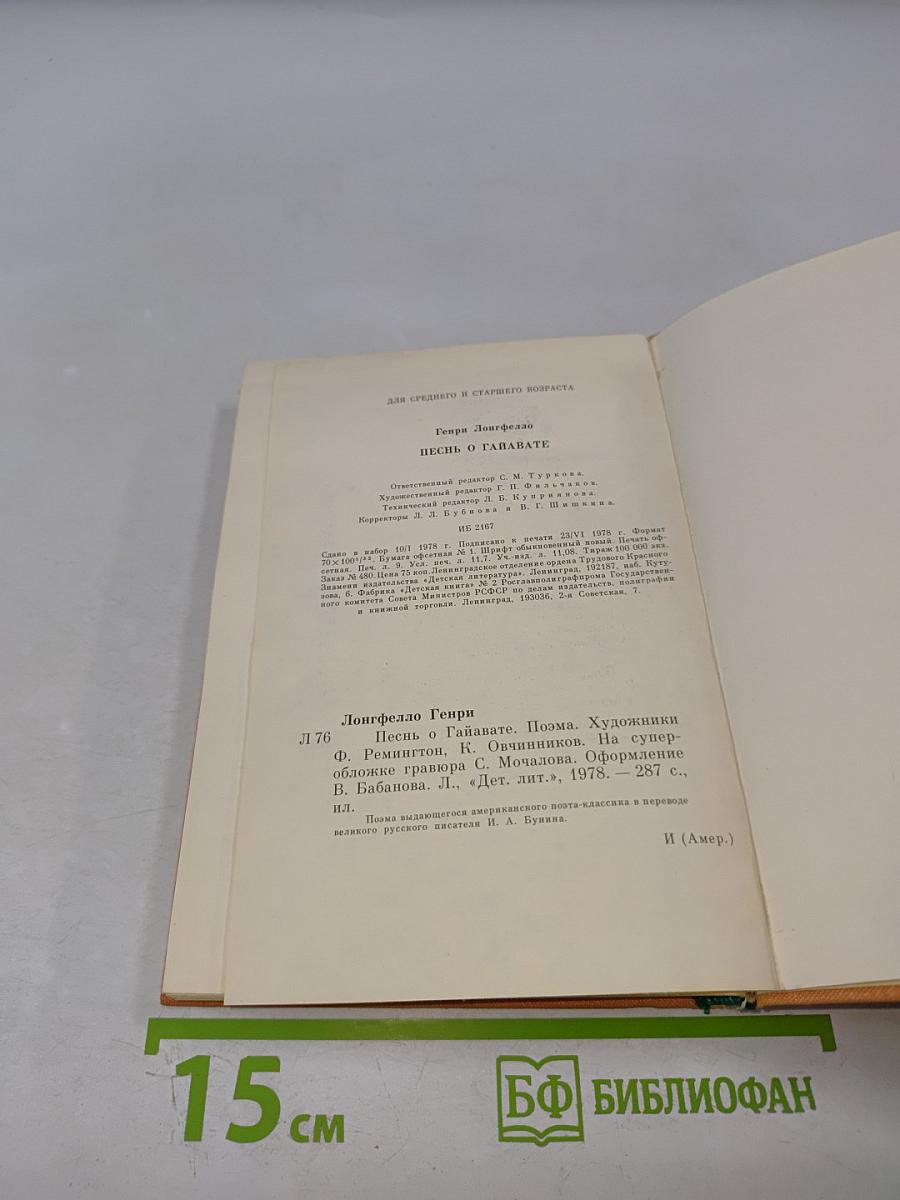 ДЛЯ СРЕДНЕГО И СТАРШЕГО ВОЗРАСТА
Генри Лонгфелло
ПЕСНЬ О ГАЙАВАТЕ
Ответственный редактор С. М. Туркова.
Художественный редактор Г. П. Фильчаков.
Технический редактор Л. Б. Куприянова.
Корректоры Л. Л. Бубнова и В. Г. Шишкина.
ИБ 2167
Сдано в набор 10/I 1978 г. Подписано к печати 23/VI 1978 г. Формат
70×100¹/₃₂. Бумага офсетная № 1. Шрифт обыкновенный новый. Печать оф-
сетная. Печ. л. 9. Усл. печ. л. 11,7. Уч.-изд. л. 11,08. Тираж 100 000 экз.
Заказ № 480. Цена 75 коп. Ленинградское отделение ордена Трудового Красного
Знамени издательства «Детская литература». Ленинград, 192187, наб. Куту-
зова, 6. Фабрика «Детская книга» № 2 Росглавполиграфпрома Государствен-
ного комитета Совета Министров РСФСР по делам издательств, полиграфии
и книжной торговли. Ленинград, 193036, 2-я Советская, 7.
Лонгфелло Генри
Л 76 Песнь о Гайавате. Поэма. Художники
Ф. Ремингтон, К. Овчинников. На супер-
обложке гравюра С. Мочалова. Оформление
В. Бабанова. Л., «Дет. лит.», 1978. — 287 с.,
ил.
Поэма выдающегося американского поэта-классика в переводе
великого русского писателя И. А. Бунина.
И (Амер.)
15 см
БФ БИБЛИОФАН